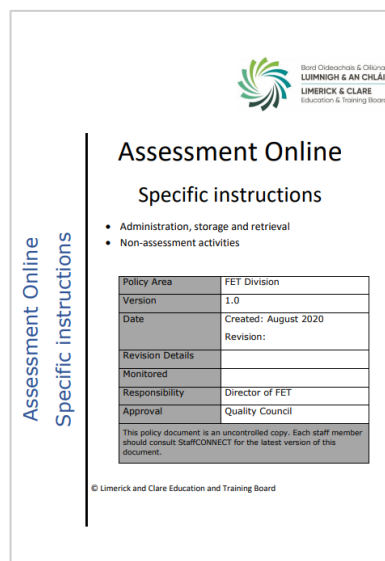 Bord Oideachais & Oiliúna
LUIMNIGH & AN CHLÁIR
LIMERICK & CLARE
Education & Training Board
Assessment Online
Specific instructions
• Administration, storage and retrieval
• Non-assessment activities
Assessment Online
Specific instructions
Policy Area FET Division
Version 1.0
Date Created: August 2020
Revision:
Revision Details
Monitored
Responsibility Director of FET
Approval Quality Council
This policy document is an uncontrolled copy. Each staff member
should consult StaffCONNECT for the latest version of this
document.
© Limerick and Clare Education and Training Board